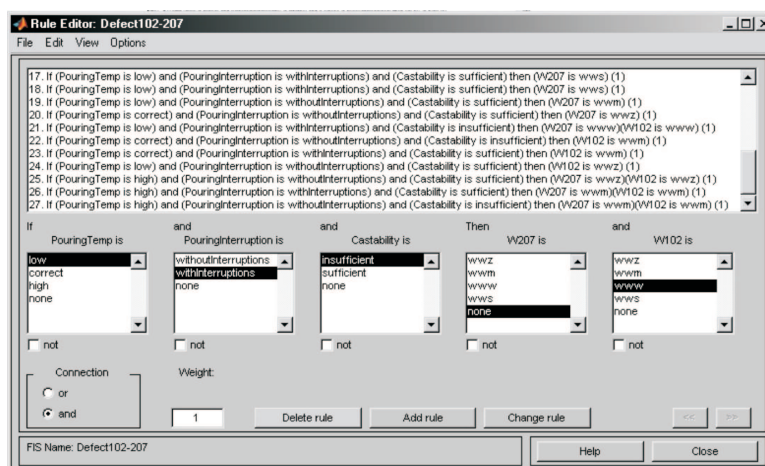 Rule Editor: Defect102-207
File Edit View Options
17. If (PouringTemp is low) and (PouringInterruption is withInterruptions) and (Castability is sufficient) then (W207 is wws) (1)
18. If (PouringTemp is low) and (PouringInterruption is withInterruptions) and (Castability is sufficient) then (W207 is wws) (1)
19. If (PouringTemp is low) and (PouringInterruption is withoutInterruptions) and (Castability is sufficient) then (W207 is wwm) (1)
20. If (PouringTemp is correct) and (PouringInterruption is withoutInterruptions) and (Castability is sufficient) then (W207 is wwz) (1)
21. If (PouringTemp is low) and (PouringInterruption is withInterruptions) and (Castability is insufficient) then (W207 is www)(W102 is www) (1)
22. If (PouringTemp is correct) and (PouringInterruption is withoutInterruptions) and (Castability is insufficient) then (W102 is wwm) (1)
23. If (PouringTemp is correct) and (PouringInterruption is withInterruptions) and (Castability is sufficient) then (W102 is wwm) (1)
24. If (PouringTemp is low) and (PouringInterruption is withoutInterruptions) and (Castability is sufficient) then (W102 is wwz) (1)
25. If (PouringTemp is high) and (PouringInterruption is withoutInterruptions) and (Castability is sufficient) then (W207 is wwz)(W102 is wwz) (1)
26. If (PouringTemp is high) and (PouringInterruption is withInterruptions) and (Castability is sufficient) then (W207 is wwm)(W102 is wwm) (1)
27. If (PouringTemp is high) and (PouringInterruption is withoutInterruptions) and (Castability is insufficient) then (W207 is wwm)(W102 is wwm) (1)
If and and Then and
PouringTemp is PouringInterruption is Castability is W207 is W102 is
low withoutInterruptions insufficient wwz wwz
correct withInterruptions sufficient wwm wwm
high none none www www
none wws wws
none none
not not not not not
Connection Weight:
or
and 1 Delete rule Add rule Change rule << >>
FIS Name: Defect102-207 Help Close